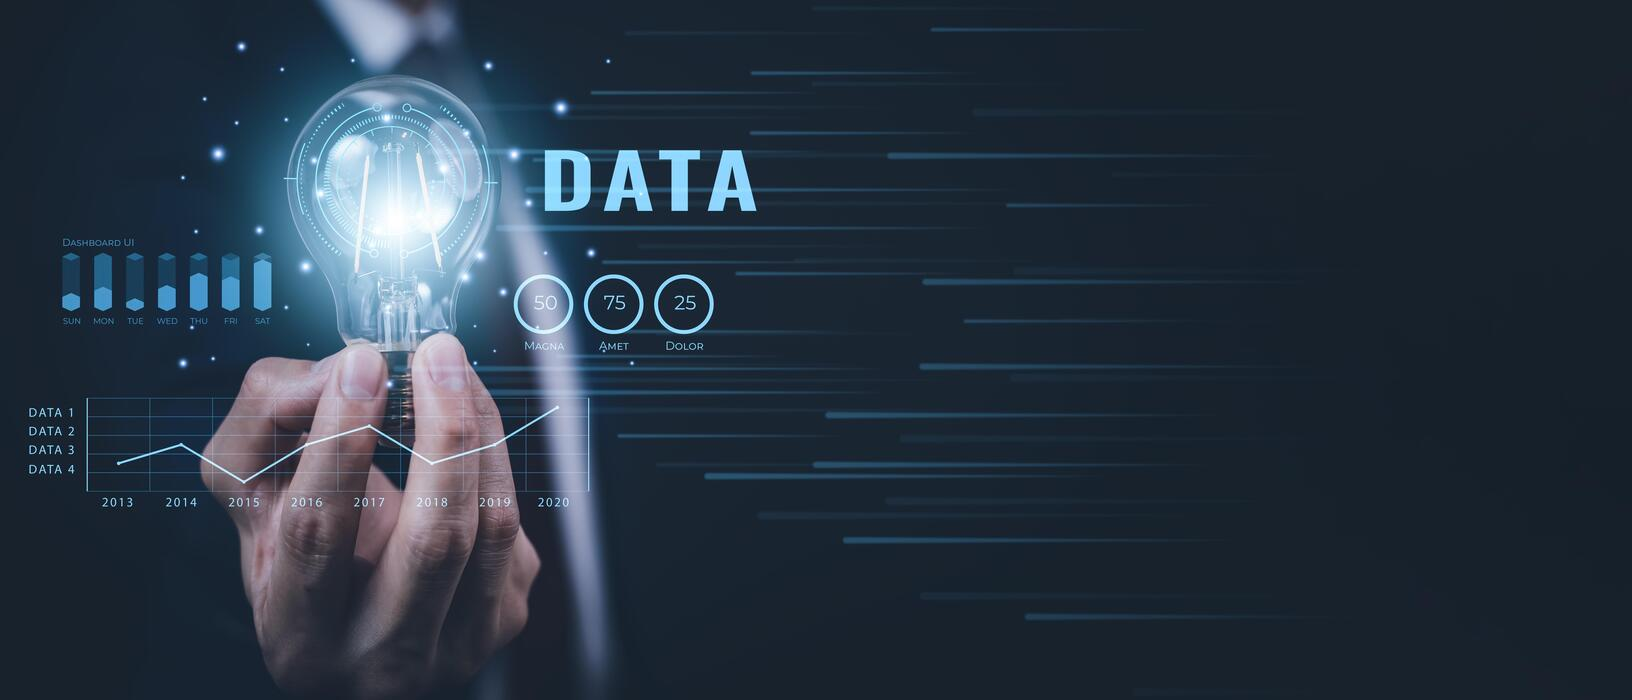 DATA
DASHBOARD UI
SUN MON TUE WED THU FRI SAT
50 75 25
MAGNA AMET DOLOR
DATA 1
DATA 2
DATA 3
DATA 4
2013 2014 2015 2016 2017 2018 2019 2020